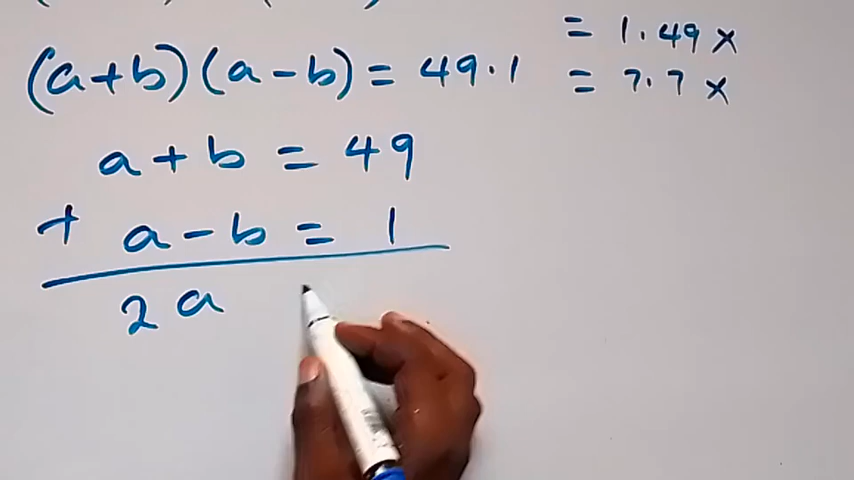 (a+b)(a-b) = 49.1
= 1.49 x
= 7.7 x
a + b = 49
+ a - b = 1
2a